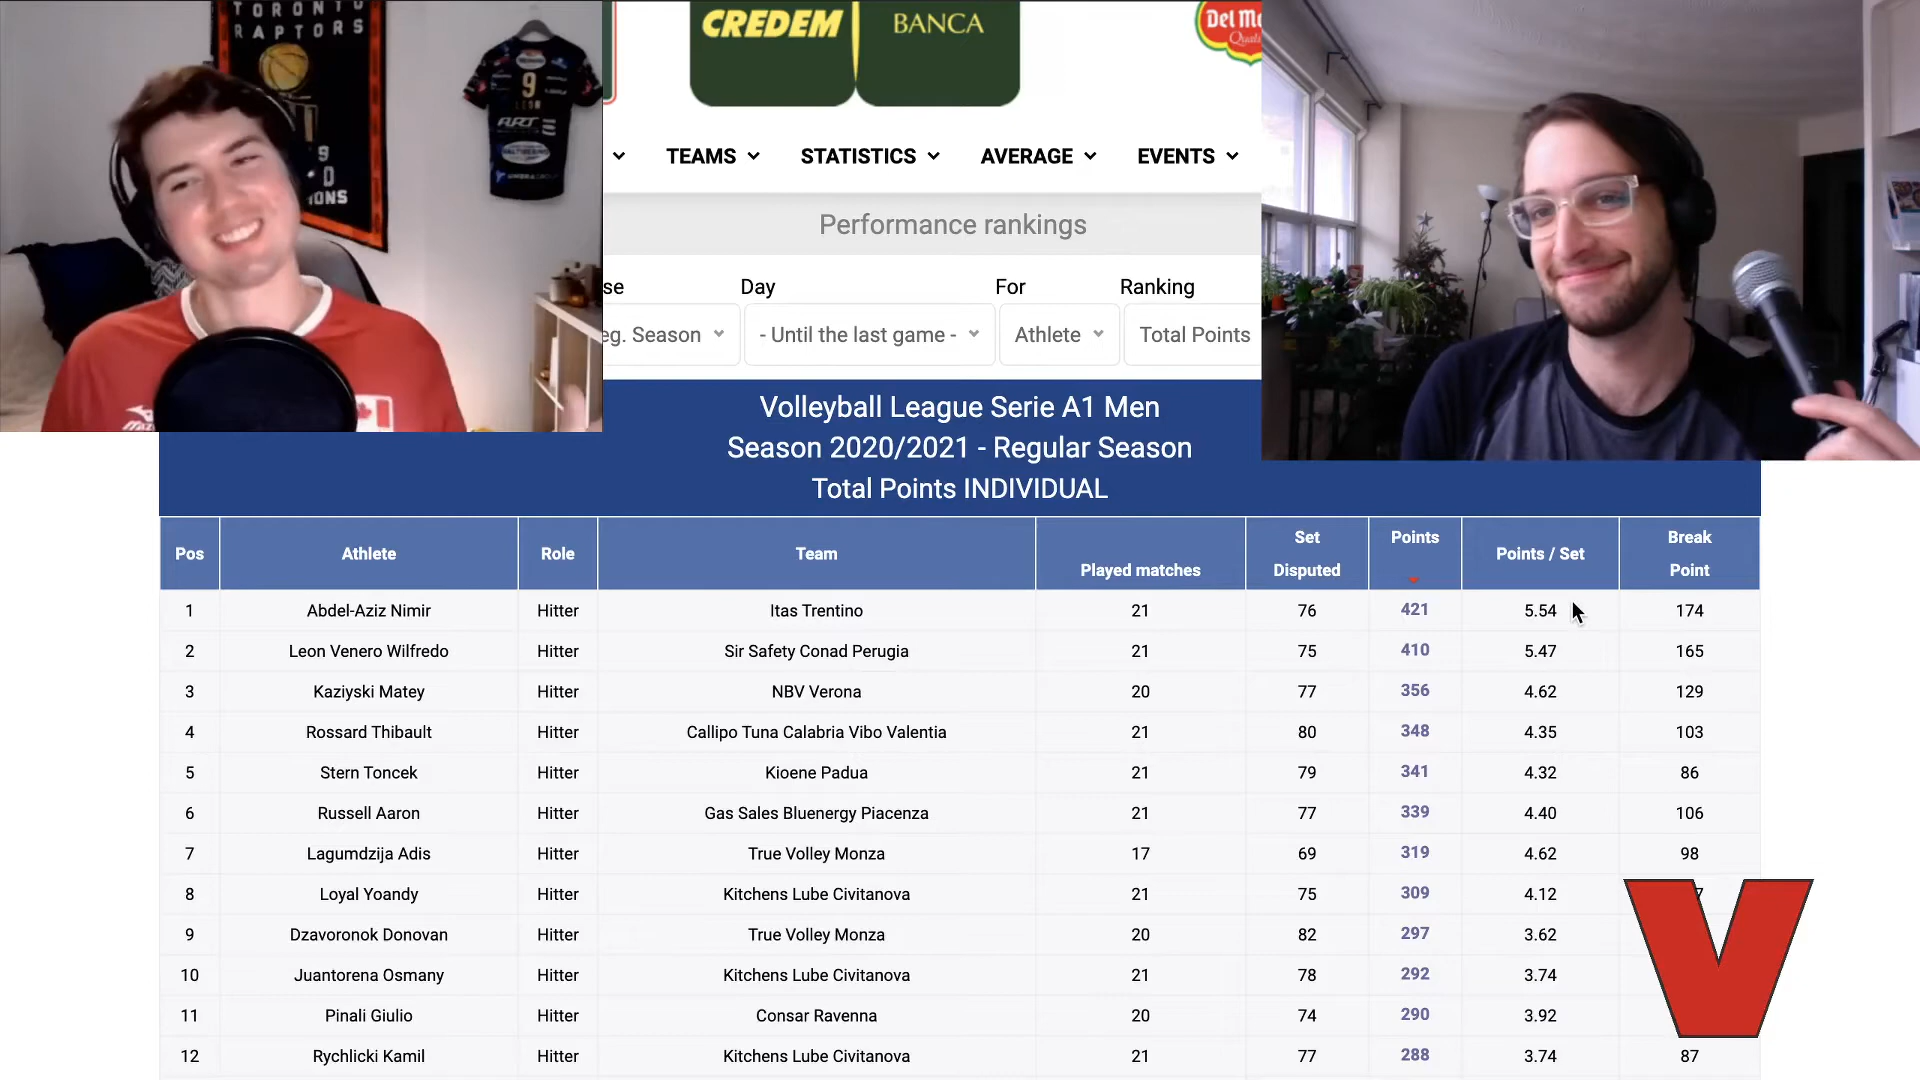 TORONTO
RAPTORS
9
0
IONS
9
LEON
ART
CREDEM
BANCA
Del Mo
Quali
TEAMS
STATISTICS
AVERAGE
EVENTS
Performance rankings
se Day For Ranking
eg. Season - Until the last game - Athlete Total Points
Volleyball League Serie A1 Men
Season 2020/2021 - Regular Season
Total Points INDIVIDUAL
Pos Athlete Role Team Played matches Set Disputed Points Points / Set Break Point
1 Abdel-Aziz Nimir Hitter Itas Trentino 21 76 421 5.54 174
2 Leon Venero Wilfredo Hitter Sir Safety Conad Perugia 21 75 410 5.47 165
3 Kaziyski Matey Hitter NBV Verona 20 77 356 4.62 129
4 Rossard Thibault Hitter Callipo Tuna Calabria Vibo Valentia 21 80 348 4.35 103
5 Stern Toncek Hitter Kioene Padua 21 79 341 4.32 86
6 Russell Aaron Hitter Gas Sales Bluenergy Piacenza 21 77 339 4.40 106
7 Lagumdzija Adis Hitter True Volley Monza 17 69 319 4.62 98
8 Loyal Yoandy Hitter Kitchens Lube Civitanova 21 75 309 4.12 7
9 Dzavoronok Donovan Hitter True Volley Monza 20 82 297 3.62
10 Juantorena Osmany Hitter Kitchens Lube Civitanova 21 78 292 3.74
11 Pinali Giulio Hitter Consar Ravenna 20 74 290 3.92
12 Rychlicki Kamil Hitter Kitchens Lube Civitanova 21 77 288 3.74 87
V